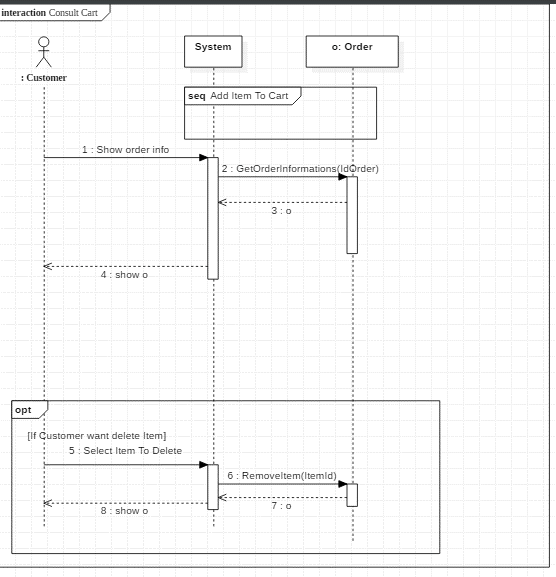 interaction Consult Cart
System
o: Order
: Customer
seq Add Item To Cart
1 : Show order info
2 : GetOrderInformations(IdOrder)
3 : o
4 : show o
opt
[If Customer want delete Item]
5 : Select Item To Delete
6 : RemoveItem(ItemId)
7 : o
8 : show o